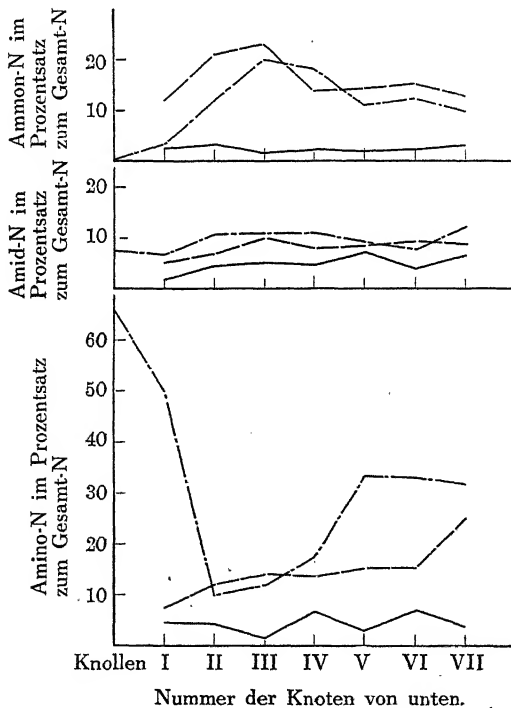 Ammon-N im
Prozentsatz
zum Gesamt-N
20
10
Amid-N im
Prozentsatz
zum Gesamt-N
20
10
Amino-N im Prozentsatz
zum Gesamt-N
60
50
40
30
20
10
Knollen I II III IV V VI VII
Nummer der Knoten von unten.